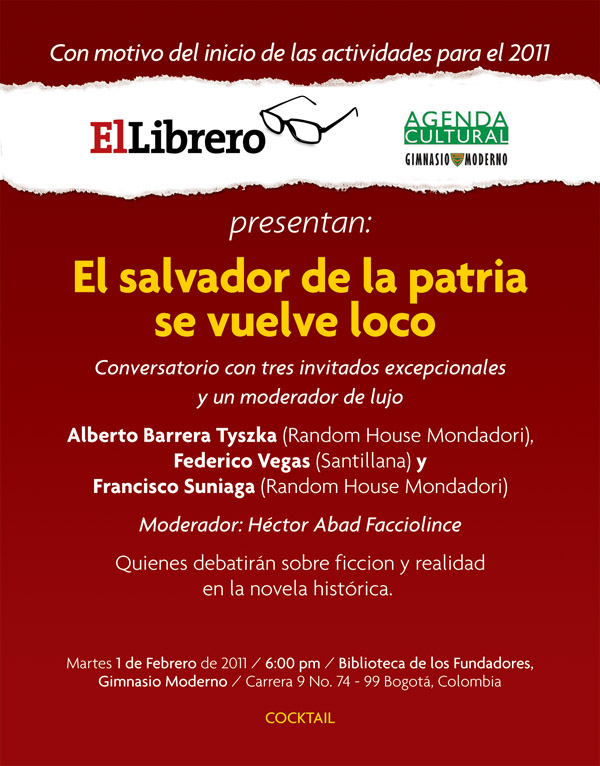 Con motivo del inicio de las actividades para el 2011
ElLibrero
AGENDA
CULTURAL
GIMNASIO MODERNO
presentan:
El salvador de la patria
se vuelve loco
Conversatorio con tres invitados excepcionales
y un moderador de lujo
Alberto Barrera Tyszka (Random House Mondadori),
Federico Vegas (Santillana) y
Francisco Suniaga (Random House Mondadori)
Moderador: Héctor Abad Facciolince
Quienes debatirán sobre ficcion y realidad
en la novela histórica.
Martes 1 de Febrero de 2011 / 6:00 pm / Biblioteca de los Fundadores,
Gimnasio Moderno / Carrera 9 No. 74 - 99 Bogotá, Colombia
COCKTAIL